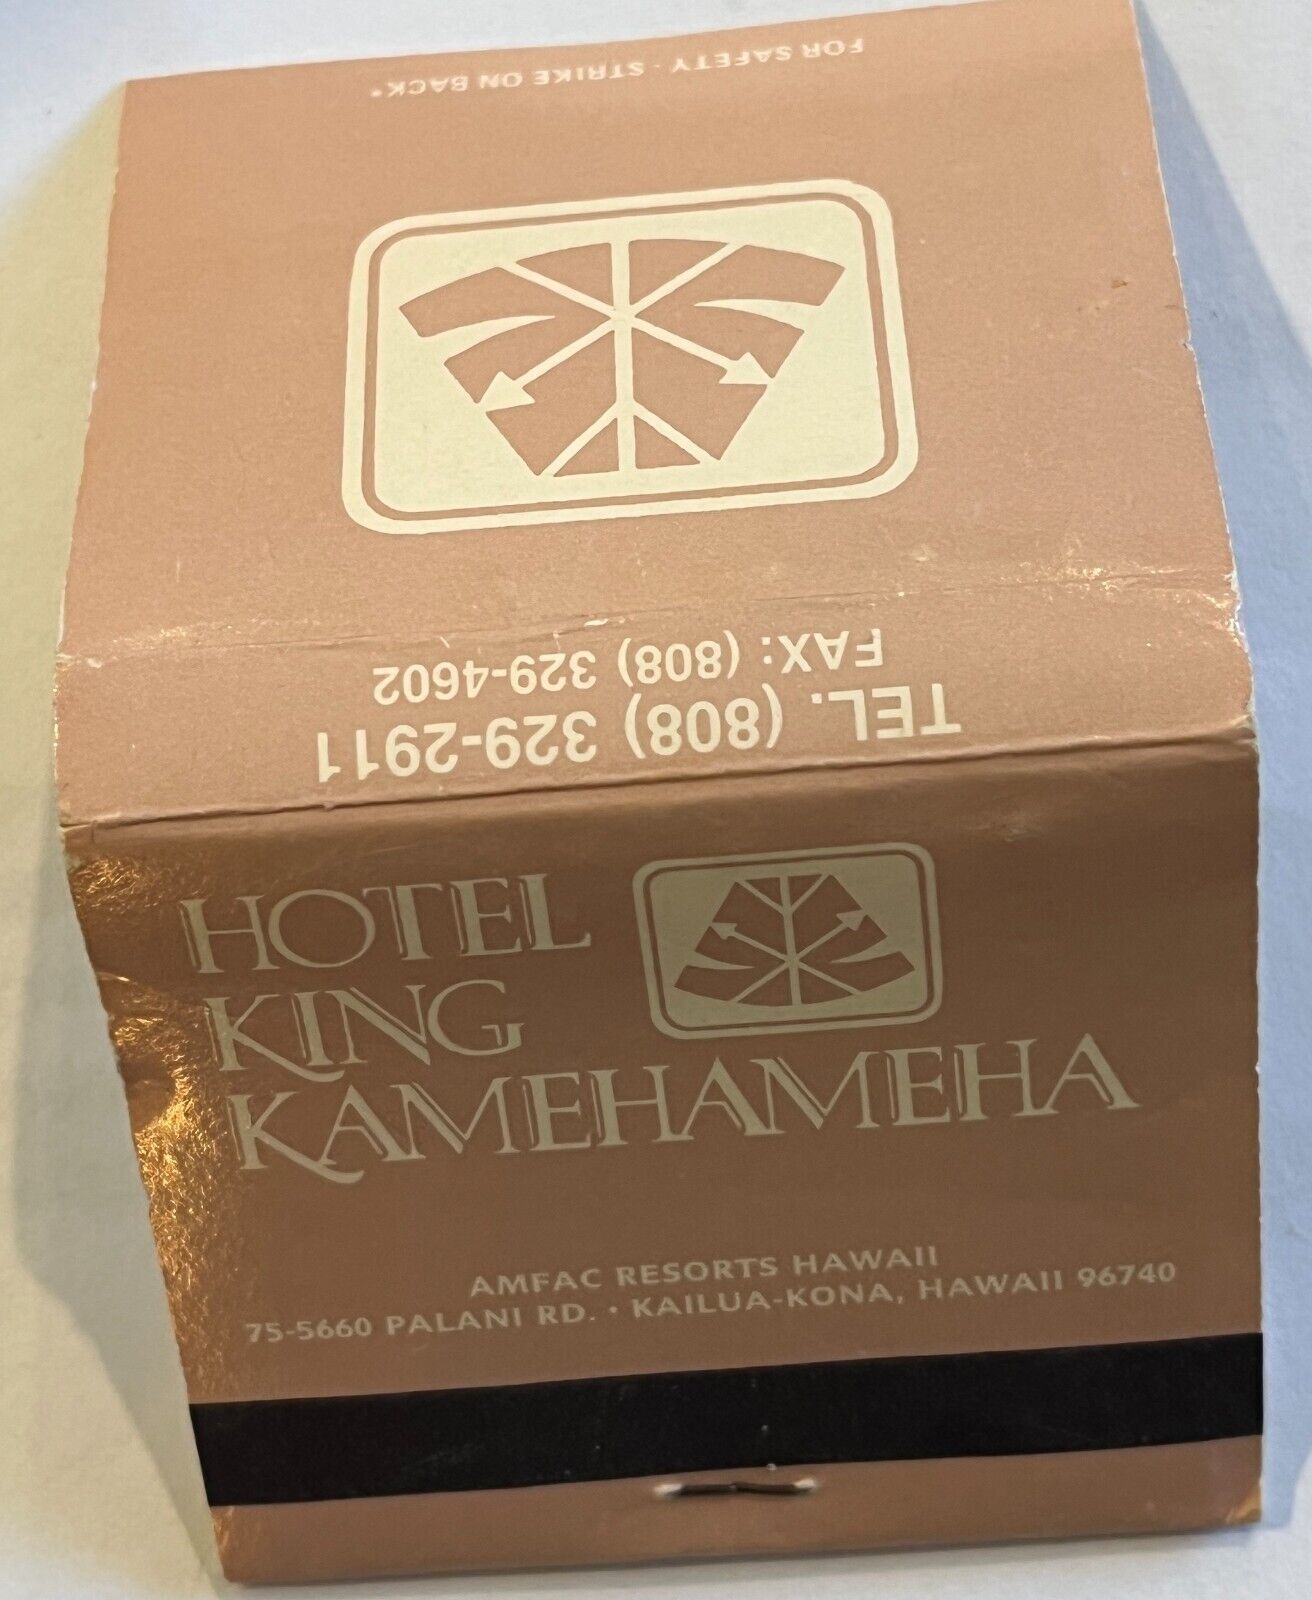 FOR SAFETY · STRIKE ON BACK*
TEL. (808) 329-2911
FAX: (808) 329-4602
HOTEL
KING
KAMEHAMEHA
AMFAC RESORTS HAWAII
75-5660 PALANI RD. · KAILUA-KONA, HAWAII 96740